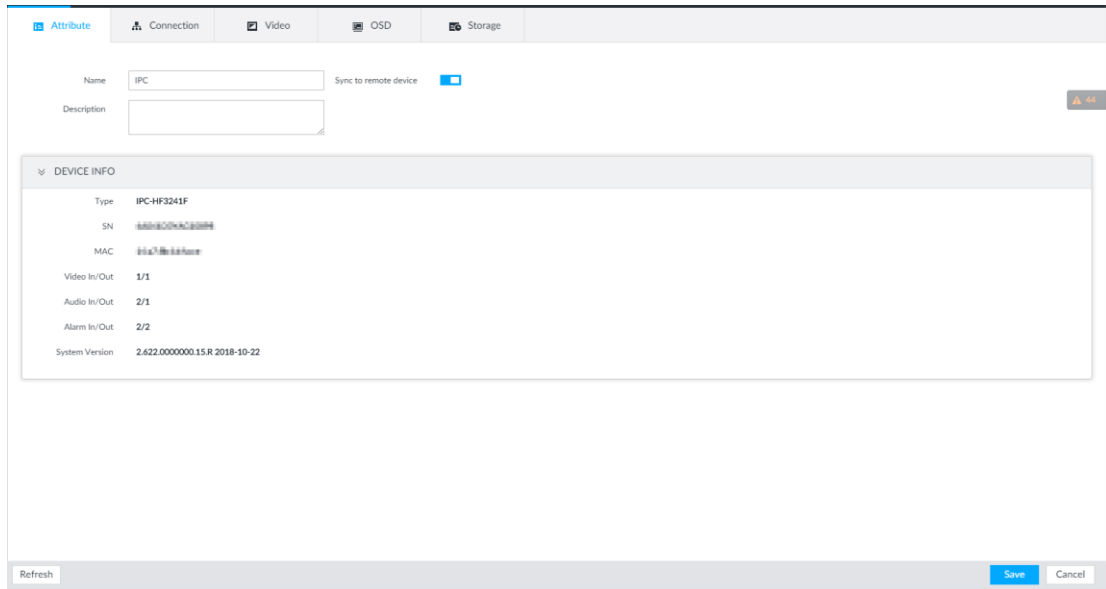 Attribute Connection Video OSD Storage
Name IPC Sync to remote device
Description
44
DEVICE INFO
Type IPC-HF3241F
SN
MAC
Video In/Out 1/1
Audio In/Out 2/1
Alarm In/Out 2/2
System Version 2.622.0000000.15.R 2018-10-22
Refresh Save Cancel